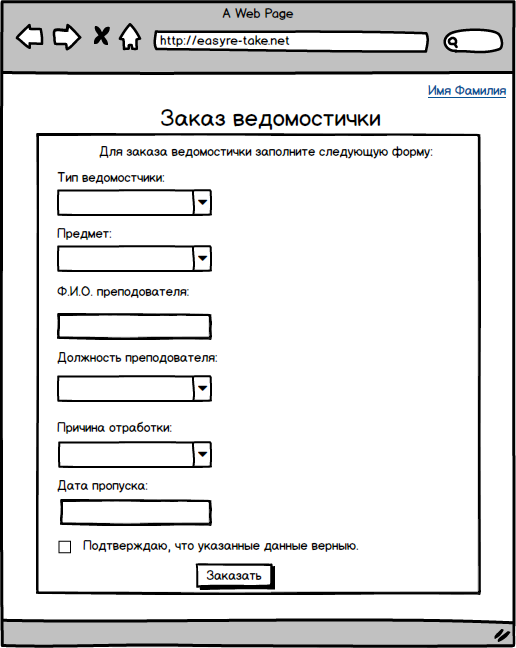 A Web Page
http://easyre-take.net
Имя Фамилия
Заказ ведомостички
Для заказа ведомостички заполните следующую форму:
Тип ведомостчики:
Предмет:
Ф.И.О. преподователя:
Должность преподователя:
Причина отработки:
Дата пропуска:
Подтверждаю, что указанные данные верныю.
Заказать